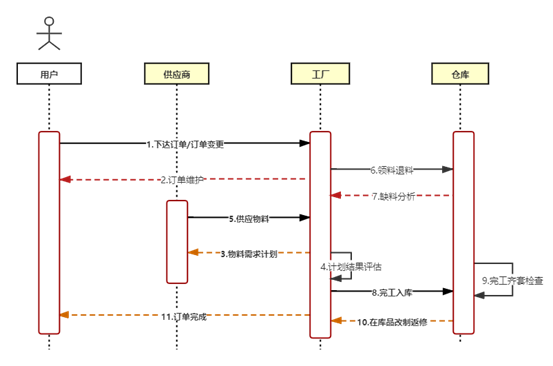 用户
供应商
工厂
仓库
1.下达订单/订单变更
6.领料退料
2.订单维护
7.缺料分析
5.供应物料
3.物料需求计划
4.计划结果评估
9.完工齐套检查
8.完工入库
11.订单完成
10.在库品改制返修